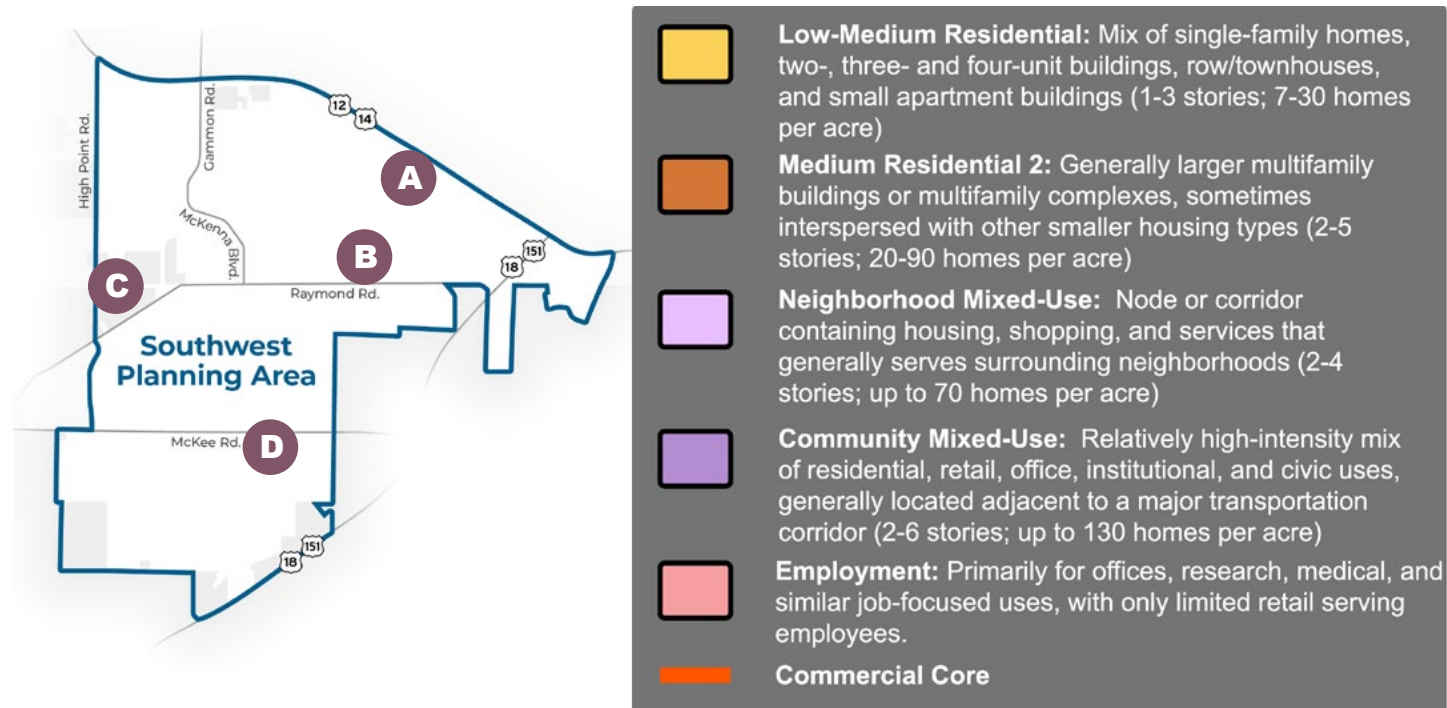 12
14
High Point Rd.
Gammon Rd.
A
McKenna Blvd.
151
18
B
C
Raymond Rd.
Southwest
Planning Area
McKee Rd.
D
151
18
Low-Medium Residential: Mix of single-family homes,
two-, three- and four-unit buildings, row/townhouses,
and small apartment buildings (1-3 stories; 7-30 homes
per acre)
Medium Residential 2: Generally larger multifamily
buildings or multifamily complexes, sometimes
interspersed with other smaller housing types (2-5
stories; 20-90 homes per acre)
Neighborhood Mixed-Use: Node or corridor
containing housing, shopping, and services that
generally serves surrounding neighborhoods (2-4
stories; up to 70 homes per acre)
Community Mixed-Use: Relatively high-intensity mix
of residential, retail, office, institutional, and civic uses,
generally located adjacent to a major transportation
corridor (2-6 stories; up to 130 homes per acre)
Employment: Primarily for offices, research, medical, and
similar job-focused uses, with only limited retail serving
employees.
Commercial Core